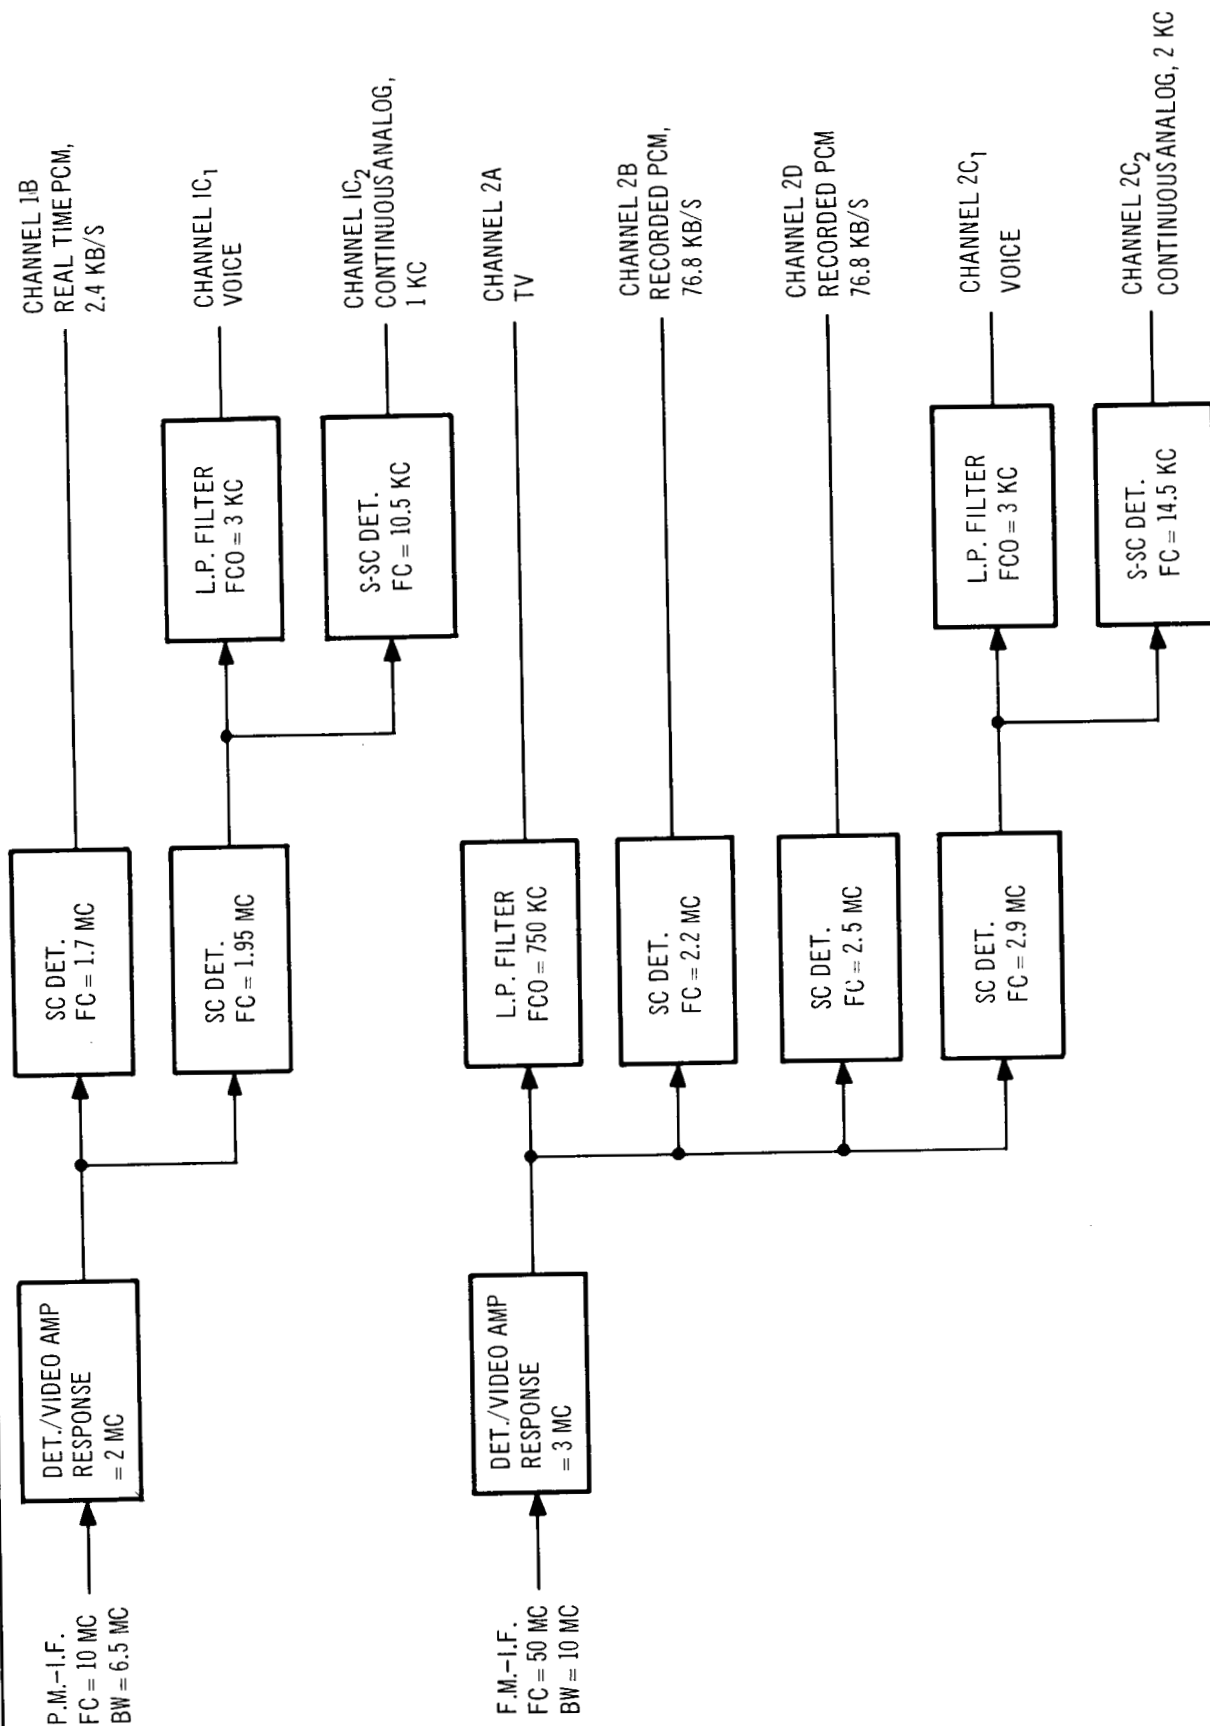 P.M.-I.F.
FC = 10 MC
BW = 6.5 MC
DET./VIDEO AMP
RESPONSE
= 2 MC
SC DET.
FC = 1.7 MC
CHANNEL 1B
REAL TIME PCM,
2.4 KB/S
SC DET.
FC = 1.95 MC
L.P. FILTER
FCO = 3 KC
CHANNEL 1C₁
VOICE
S-SC DET.
FC = 10.5 KC
CHANNEL 1C₂
CONTINUOUS ANALOG,
1 KC
F.M.-I.F.
FC = 50 MC
BW = 10 MC
DET./VIDEO AMP
RESPONSE
= 3 MC
L.P. FILTER
FCO = 750 KC
CHANNEL 2A
TV
SC DET.
FC = 2.2 MC
CHANNEL 2B
RECORDED PCM,
76.8 KB/S
SC DET.
FC = 2.5 MC
CHANNEL 2D
RECORDED PCM
76.8 KB/S
SC DET.
FC = 2.9 MC
L.P. FILTER
FCO = 3 KC
CHANNEL 2C₁
VOICE
S-SC DET.
FC = 14.5 KC
CHANNEL 2C₂
CONTINUOUS ANALOG, 2 KC